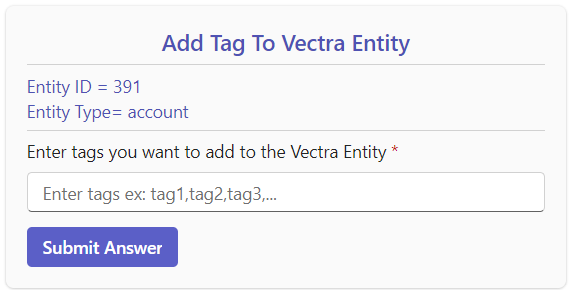 Add Tag To Vectra Entity
Entity ID = 391
Entity Type= account
Enter tags you want to add to the Vectra Entity *
Enter tags ex: tag1,tag2,tag3,...
Submit Answer